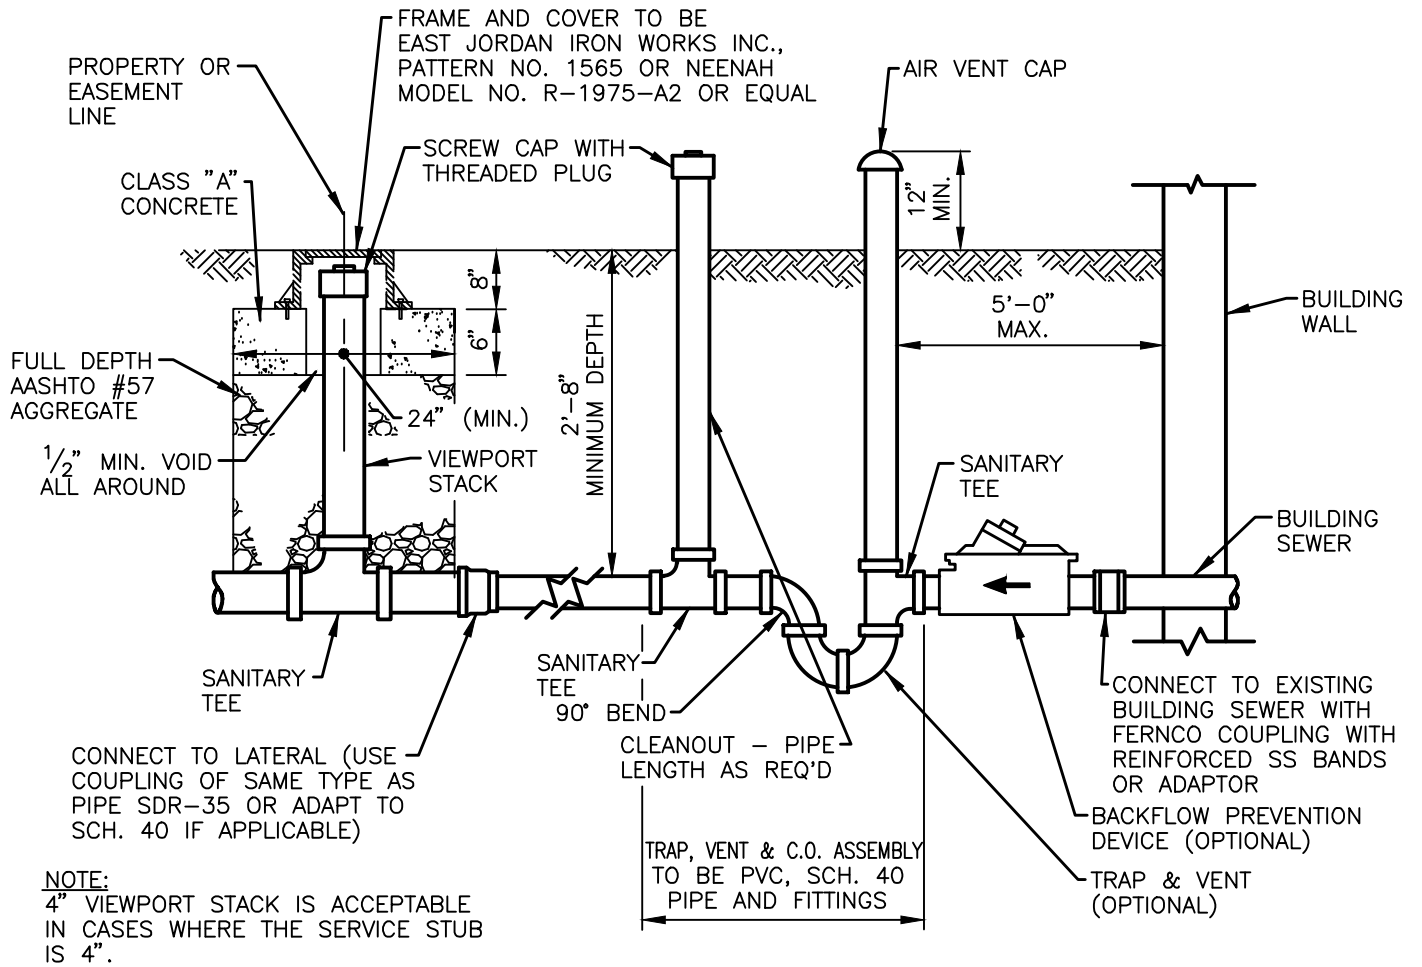 FRAME AND COVER TO BE
EAST JORDAN IRON WORKS INC.,
PATTERN NO. 1565 OR NEENAH
MODEL NO. R-1975-A2 OR EQUAL
PROPERTY OR
EASEMENT
LINE
AIR VENT CAP
SCREW CAP WITH
THREADED PLUG
CLASS "A"
CONCRETE
12"
MIN.
8"
6"
5'-0"
MAX.
BUILDING
WALL
FULL DEPTH
AASHTO #57
AGGREGATE
24" (MIN.)
2'-8"
MINIMUM DEPTH
1/2" MIN. VOID
ALL AROUND
VIEWPORT
STACK
SANITARY
TEE
BUILDING
SEWER
SANITARY
TEE
SANITARY
TEE
90° BEND
CONNECT TO EXISTING
BUILDING SEWER WITH
FERNCO COUPLING WITH
REINFORCED SS BANDS
OR ADAPTOR
CLEANOUT - PIPE
LENGTH AS REQ'D
CONNECT TO LATERAL (USE
COUPLING OF SAME TYPE AS
PIPE SDR-35 OR ADAPT TO
SCH. 40 IF APPLICABLE)
BACKFLOW PREVENTION
DEVICE (OPTIONAL)
TRAP, VENT & C.O. ASSEMBLY
TO BE PVC, SCH. 40
PIPE AND FITTINGS
TRAP & VENT
(OPTIONAL)
NOTE:
4" VIEWPORT STACK IS ACCEPTABLE
IN CASES WHERE THE SERVICE STUB
IS 4".